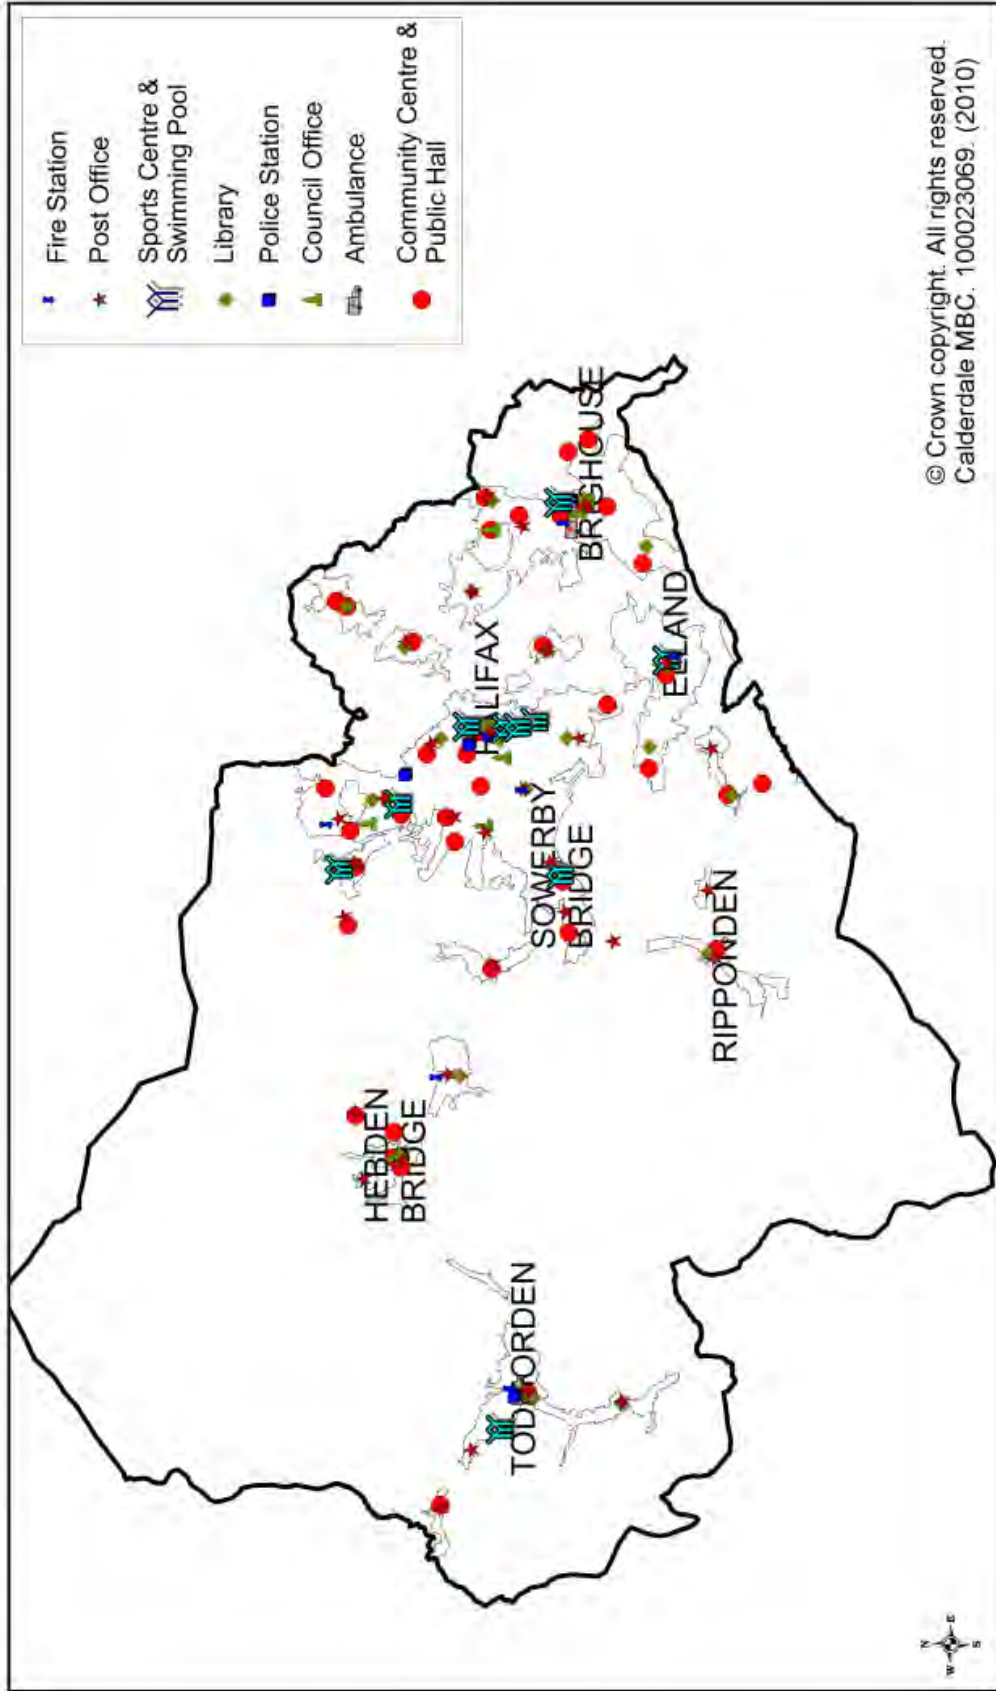 Fire Station
Post Office
Sports Centre &
Swimming Pool
Library
Police Station
Council Office
Ambulance
Community Centre &
Public Hall
HEBDEN
BRIDGE
TODMORDEN
HALIFAX
SOWERBY
BRIDGE
BRIGHOUSE
ELLAND
RIPPONDEN
N
W
E
S
© Crown copyright. All rights reserved.
Calderdale MBC. 100023069. (2010)